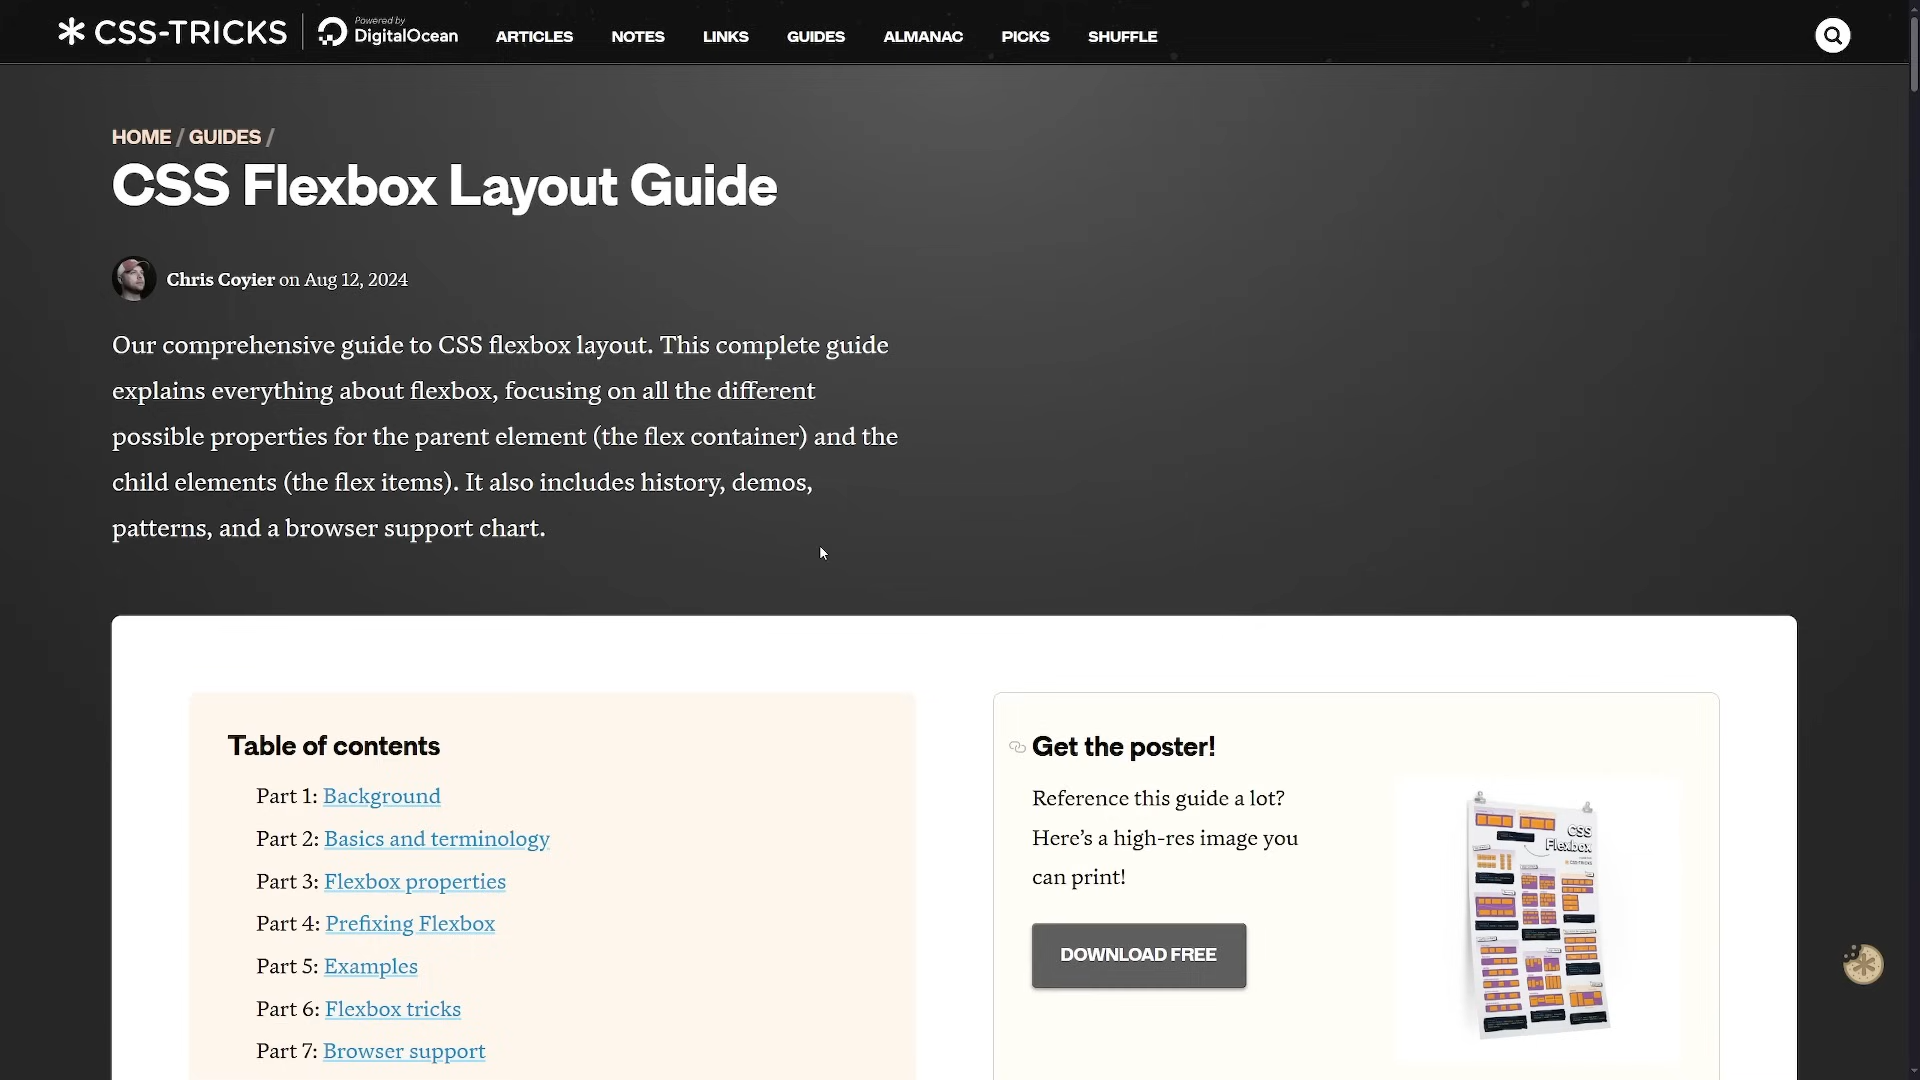 CSS-TRICKS
Powered by
DigitalOcean
ARTICLES
NOTES
LINKS
GUIDES
ALMANAC
PICKS
SHUFFLE
HOME / GUIDES /
CSS Flexbox Layout Guide
Chris Coyier on Aug 12, 2024
Our comprehensive guide to CSS flexbox layout. This complete guide
explains everything about flexbox, focusing on all the different
possible properties for the parent element (the flex container) and the
child elements (the flex items). It also includes history, demos,
patterns, and a browser support chart.
Table of contents
Part 1: Background
Part 2: Basics and terminology
Part 3: Flexbox properties
Part 4: Prefixing Flexbox
Part 5: Examples
Part 6: Flexbox tricks
Part 7: Browser support
Get the poster!
Reference this guide a lot?
Here’s a high-res image you
can print!
DOWNLOAD FREE
CSS
Flexbox